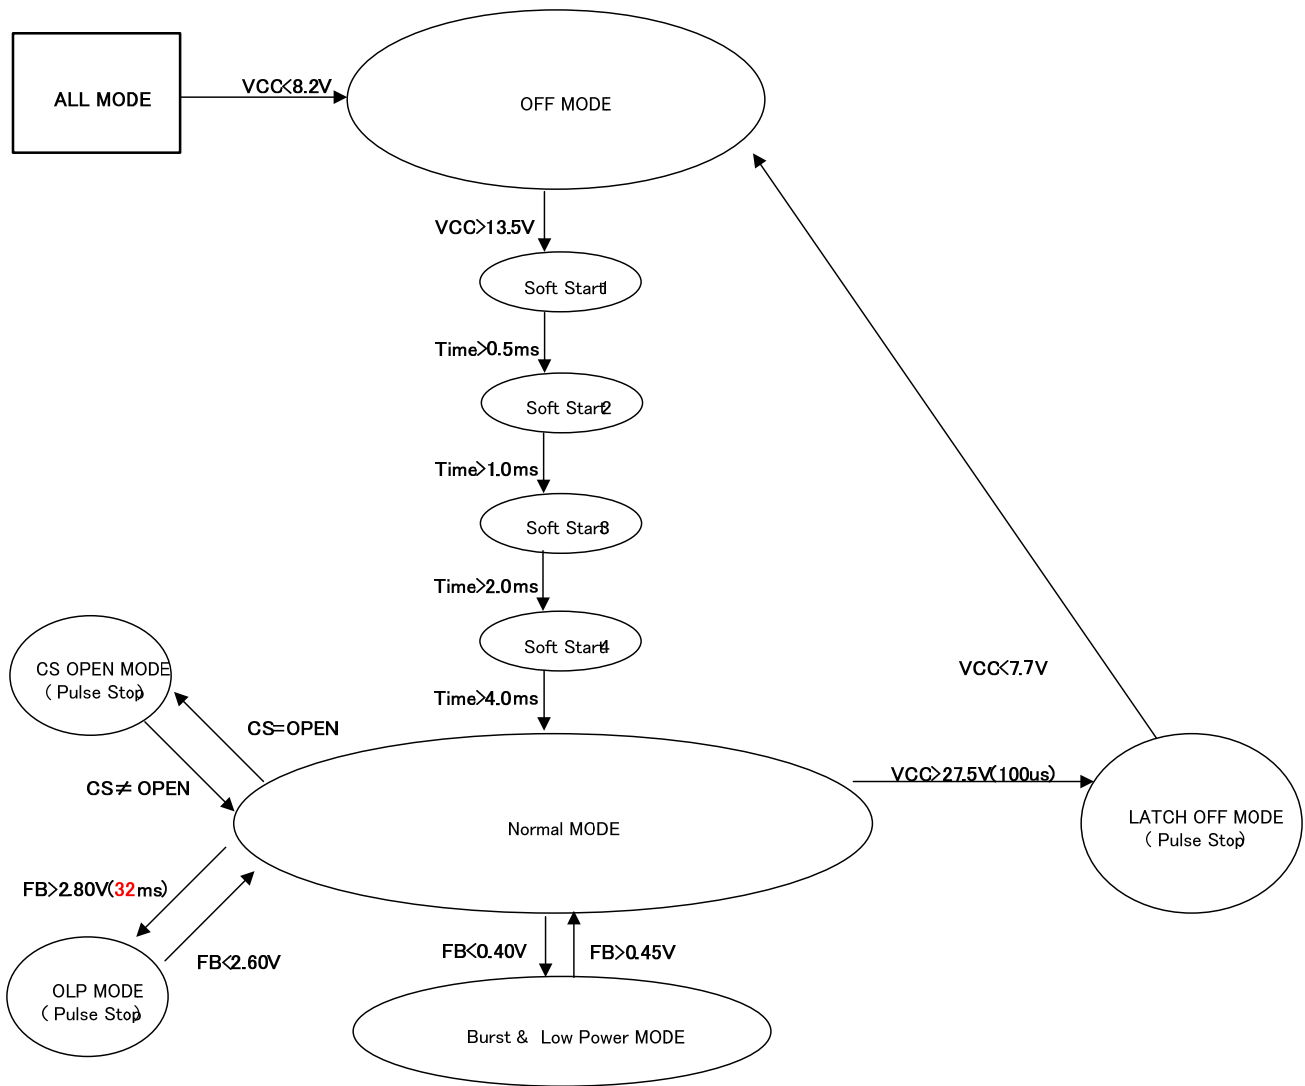 ALL MODE
VCC<8.2V
OFF MODE
VCC>13.5V
Soft Start1
Time>0.5ms
Soft Start2
Time>1.0ms
Soft Start3
Time>2.0ms
Soft Start4
Time>4.0ms
CS OPEN MODE
( Pulse Stop)
CS=OPEN
CS≠ OPEN
VCC<7.7V
VCC>27.5V(100us)
LATCH OFF MODE
( Pulse Stop)
Normal MODE
FB>2.80V(32ms)
FB<2.60V
OLP MODE
( Pulse Stop)
FB<0.40V
FB>0.45V
Burst & Low Power MODE